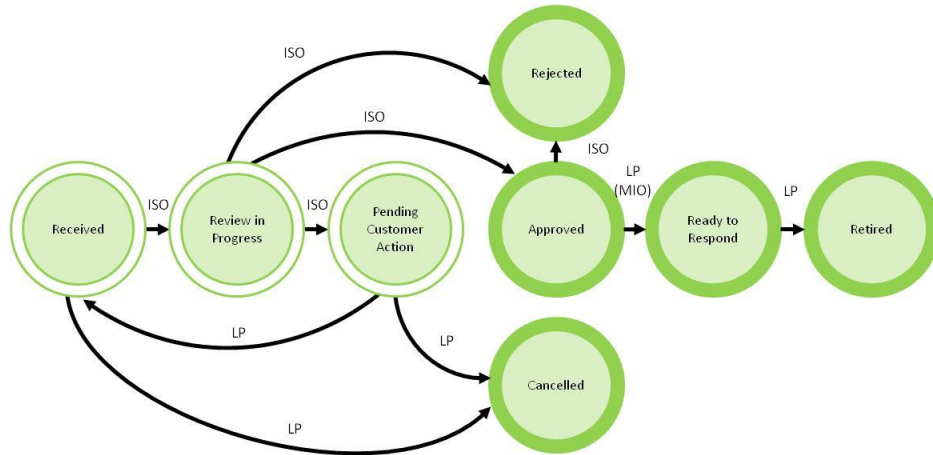 ISO
Rejected
ISO
ISO
LP
(MIO)
LP
Received
ISO
Review in
Progress
ISO
Pending
Customer
Action
Approved
Ready to
Respond
Retired
LP
LP
Cancelled
LP